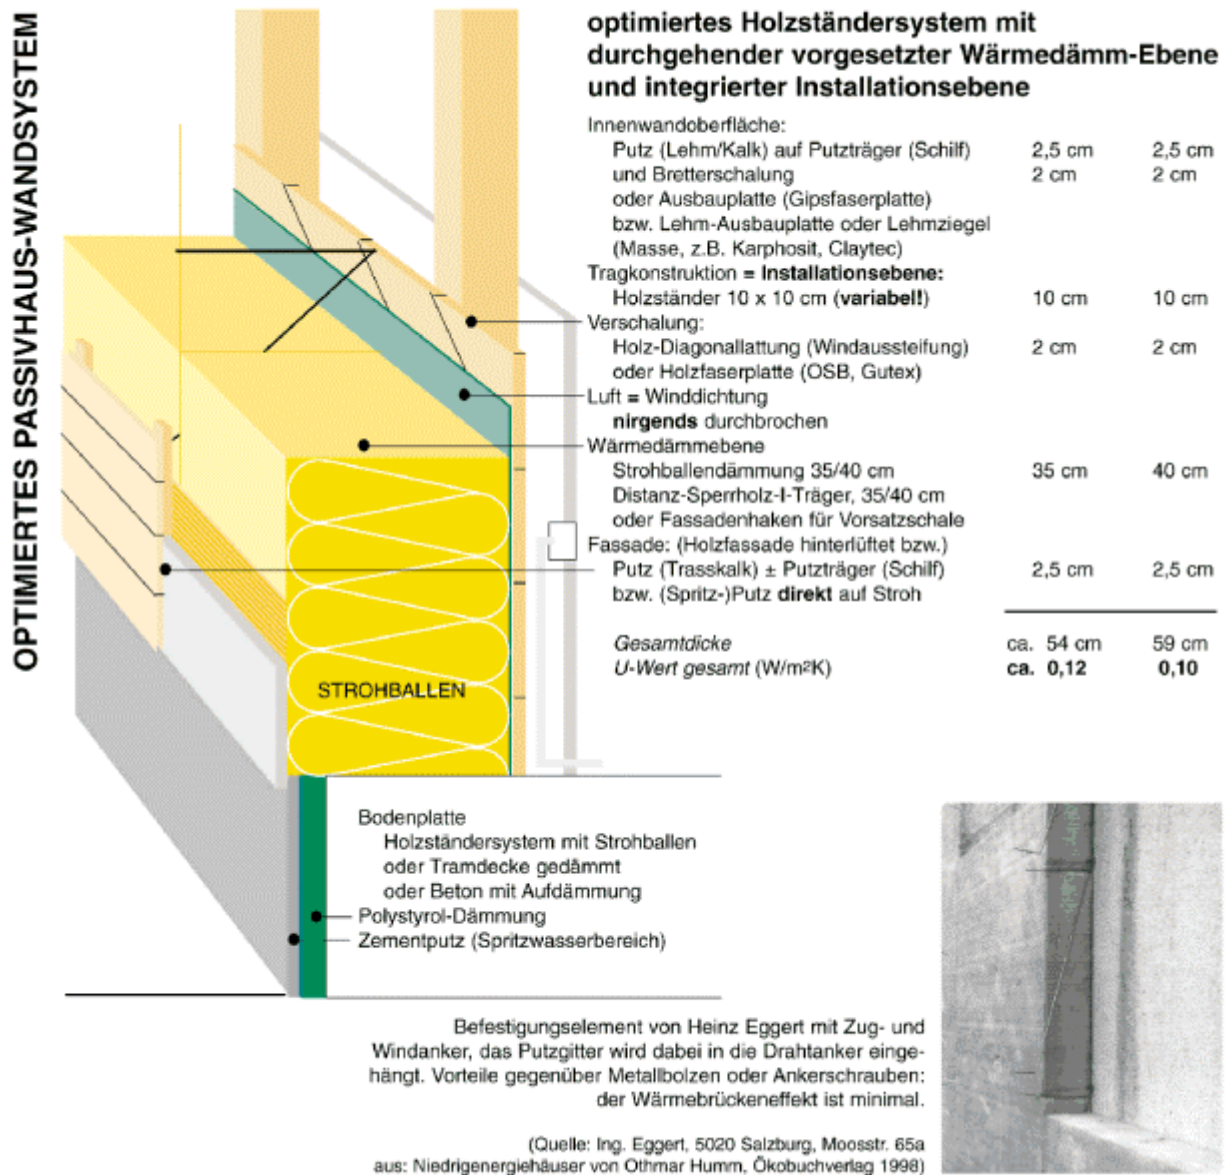 OPTIMIERTES PASSIVHAUS-WANDSYSTEM
optimiertes Holzständersystem mit
durchgehender vorgesetzter Wärmedämm-Ebene
und integrierter Installationsebene
Innenwandoberfläche:
Putz (Lehm/Kalk) auf Putzträger (Schilf) 2,5 cm 2,5 cm
und Bretterschalung 2 cm 2 cm
oder Ausbauplatte (Gipsfaserplatte)
bzw. Lehm-Ausbauplatte oder Lehmziegel
(Masse, z.B. Karphosit, Claytec)
Tragkonstruktion = Installationsebene:
Holzständer 10 x 10 cm (variabel!) 10 cm 10 cm
Verschalung:
Holz-Diagonallattung (Windaussteifung) 2 cm 2 cm
oder Holzfaserplatte (OSB, Gutex)
Luft = Winddichtung
nirgends durchbrochen
Wärmedämmebene
Strohballendämmung 35/40 cm 35 cm 40 cm
Distanz-Sperrholz-I-Träger, 35/40 cm
oder Fassadenhaken für Vorsatzschale
Fassade: (Holzfassade hinterlüftet bzw.)
Putz (Trasskalk) ± Putzträger (Schilf) 2,5 cm 2,5 cm
bzw. (Spritz-)Putz direkt auf Stroh
Gesamtdicke ca. 54 cm 59 cm
U-Wert gesamt (W/m²K) ca. 0,12 0,10
STROHBALLEN
Bodenplatte
Holzständersystem mit Strohballen
oder Tramdecke gedämmt
oder Beton mit Aufdämmung
Polystyrol-Dämmung
Zementputz (Spritzwasserbereich)
Befestigungselement von Heinz Eggert mit Zug- und
Windanker, das Putzgitter wird dabei in die Drahtanker einge-
hängt. Vorteile gegenüber Metallbolzen oder Ankerschrauben:
der Wärmebrückeneffekt ist minimal.
(Quelle: Ing. Eggert, 5020 Salzburg, Moosstr. 65a
aus: Niedrigenergiehäuser von Othmar Humm, Ökobuchverlag 1998)